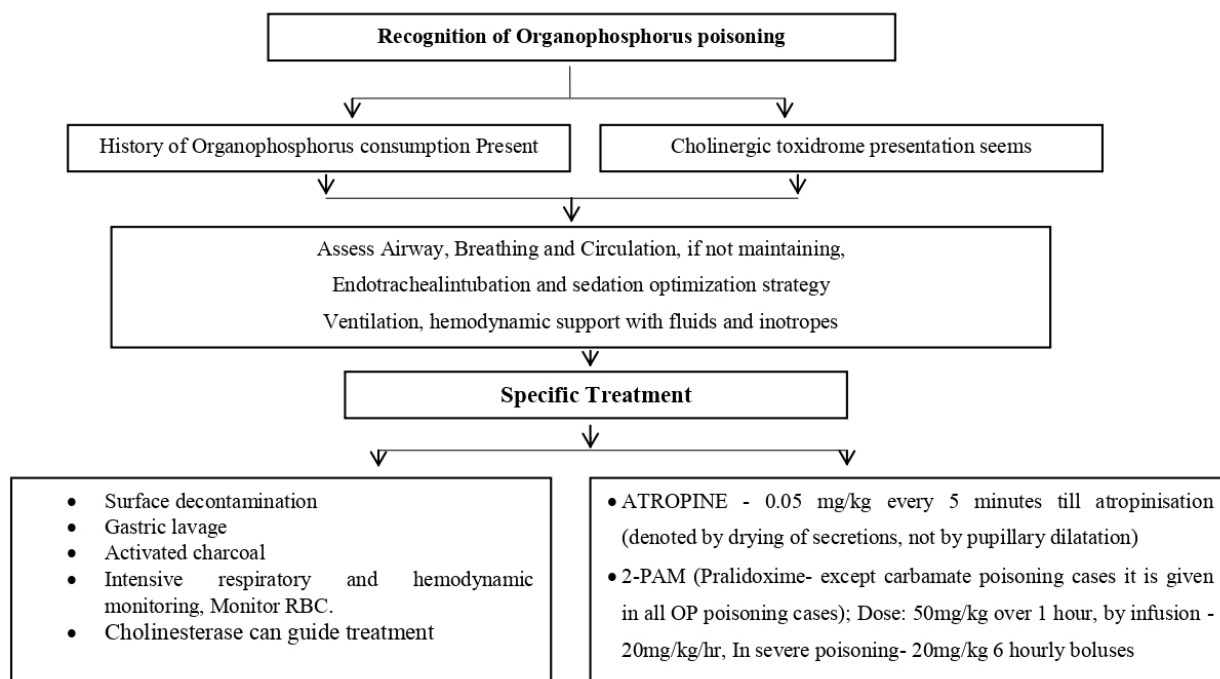 Recognition of Organophosphorus poisoning
History of Organophosphorus consumption Present
Cholinergic toxidrome presentation seems
Assess Airway, Breathing and Circulation, if not maintaining,
Endotrachealintubation and sedation optimization strategy
Ventilation, hemodynamic support with fluids and inotropes
Specific Treatment
• Surface decontamination
• Gastric lavage
• Activated charcoal
• Intensive respiratory and hemodynamic
monitoring, Monitor RBC.
• Cholinesterase can guide treatment
• ATROPINE - 0.05 mg/kg every 5 minutes till atropinisation
(denoted by drying of secretions, not by pupillary dilatation)
• 2-PAM (Pralidoxime- except carbamate poisoning cases it is given
in all OP poisoning cases); Dose: 50mg/kg over 1 hour, by infusion -
20mg/kg/hr, In severe poisoning- 20mg/kg 6 hourly boluses